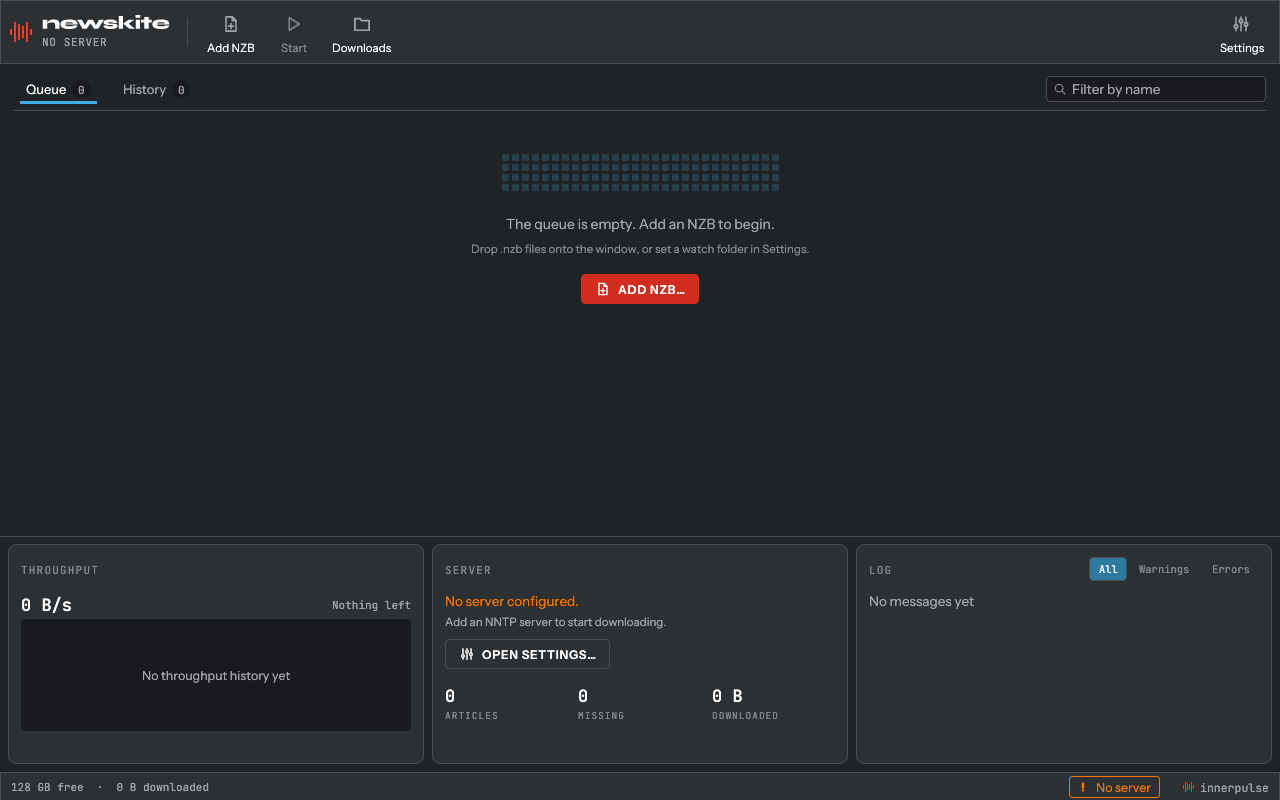 newskite
NO SERVER
Add NZB
Start
Downloads
Settings
Queue 0
History 0
Filter by name
The queue is empty. Add an NZB to begin.
Drop .nzb files onto the window, or set a watch folder in Settings.
ADD NZB…
THROUGHPUT
0 B/s
Nothing left
No throughput history yet
SERVER
No server configured.
Add an NNTP server to start downloading.
OPEN SETTINGS…
0
ARTICLES
0
MISSING
0 B
DOWNLOADED
LOG
All
Warnings
Errors
No messages yet
128 GB free · 0 B downloaded
! No server
innerpulse